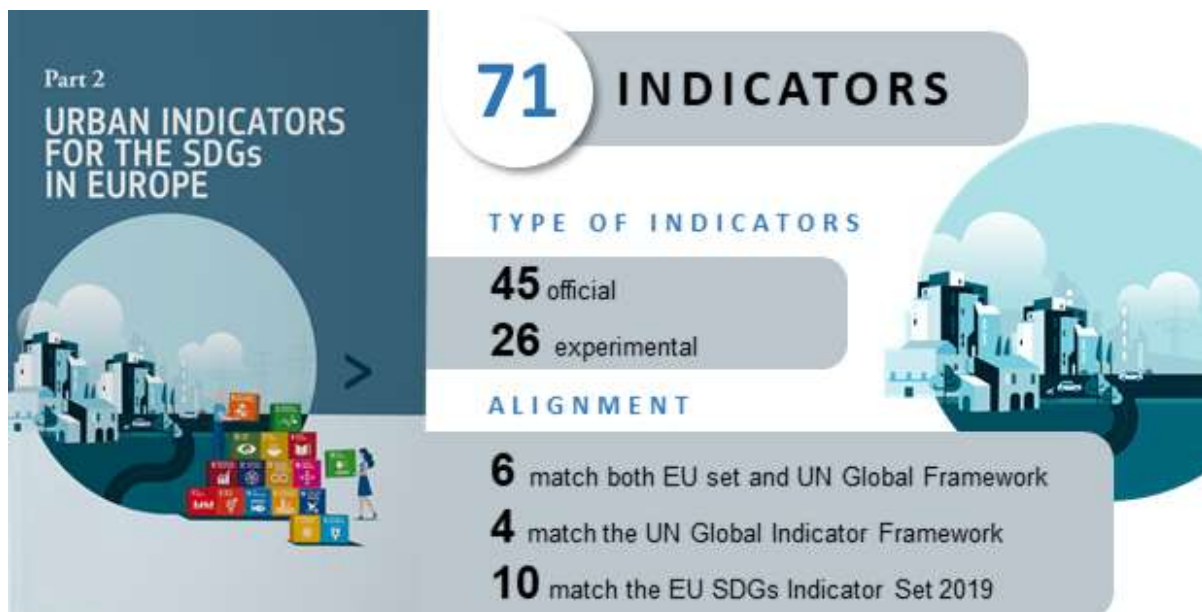 Part 2
URBAN INDICATORS
FOR THE SDGs
IN EUROPE
>
71 INDICATORS
TYPE OF INDICATORS
45 official
26 experimental
ALIGNMENT
6 match both EU set and UN Global Framework
4 match the UN Global Indicator Framework
10 match the EU SDGs Indicator Set 2019